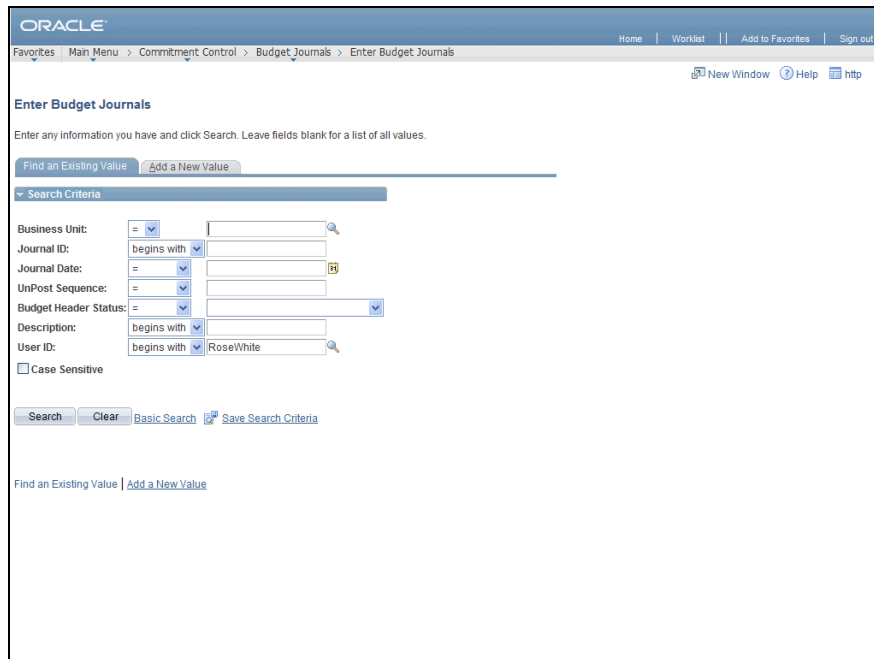 ORACLE
Home | Worklist || Add to Favorites | Sign out
Favorites Main Menu > Commitment Control > Budget Journals > Enter Budget Journals
New Window Help http
Enter Budget Journals
Enter any information you have and click Search. Leave fields blank for a list of all values.
Find an Existing Value Add a New Value
Search Criteria
Business Unit: =
Journal ID: begins with
Journal Date: = 31
UnPost Sequence: =
Budget Header Status: =
Description: begins with
User ID: begins with RoseWhite
Case Sensitive
Search Clear Basic Search Save Search Criteria
Find an Existing Value | Add a New Value